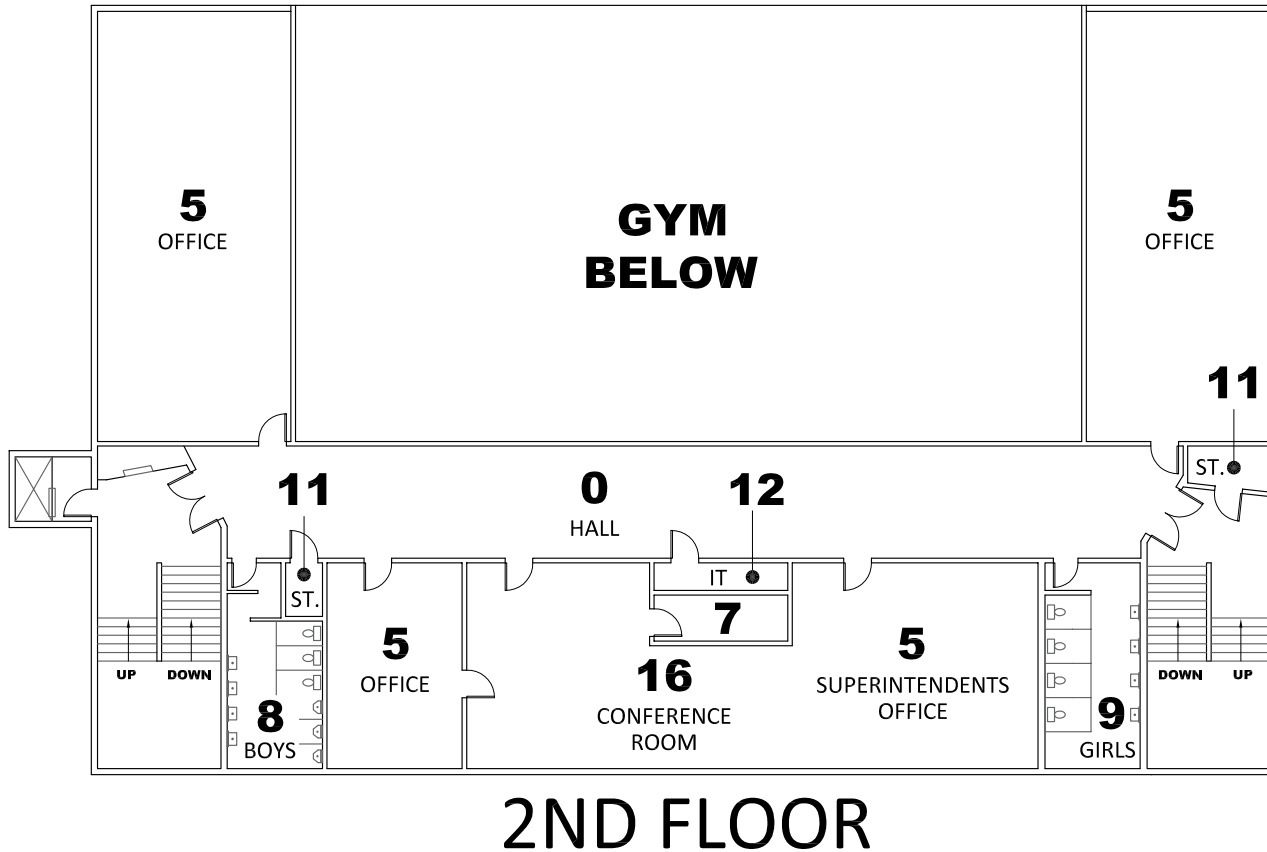 5
OFFICE
GYM
BELOW
5
OFFICE
11
ST.
11
0
HALL
12
IT
ST.
7
5
OFFICE
16
CONFERENCE
ROOM
5
SUPERINTENDENTS
OFFICE
UP
DOWN
8
BOYS
9
GIRLS
DOWN
UP
2ND FLOOR